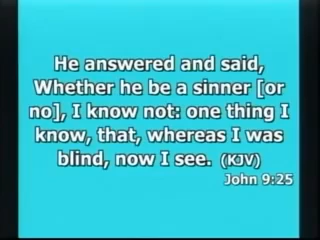 He answered and said,
Whether he be a sinner [or
no], I know not: one thing I
know, that, whereas I was
blind, now I see. (KJV)
John 9:25